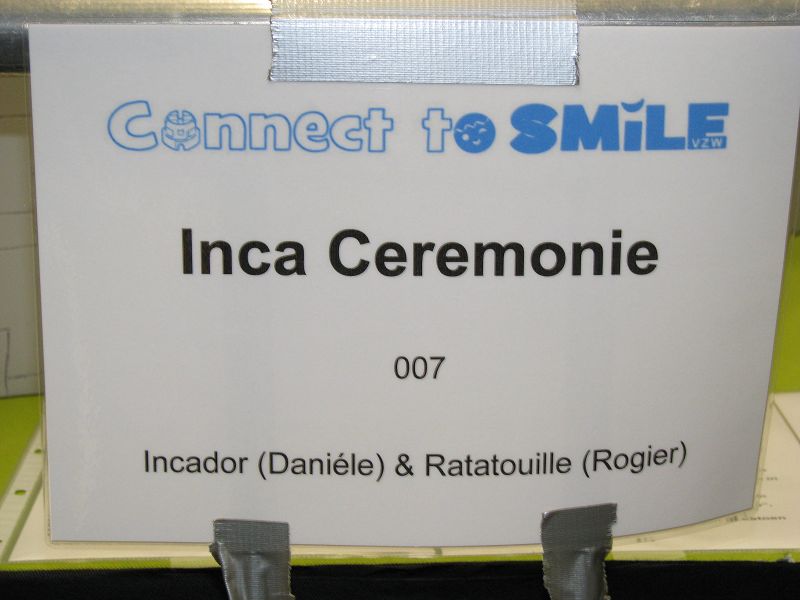 Connect to SMiLE VZW
Inca Ceremonie
007
Incador (Daniéle) & Ratatouille (Rogier)